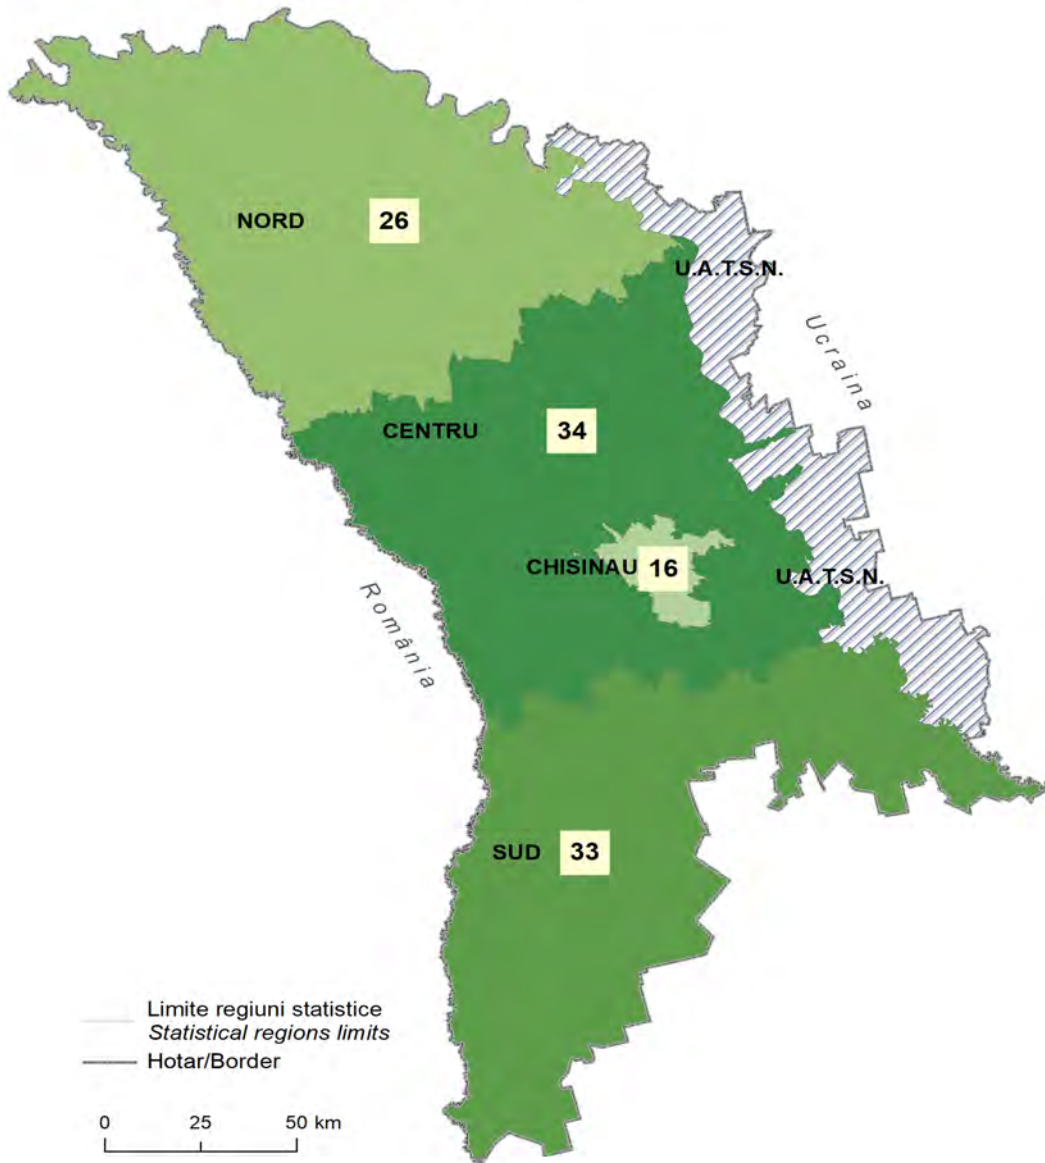 NORD 26
U.A.T.S.N.
Ucraina
CENTRU 34
CHISINAU 16
U.A.T.S.N.
România
SUD 33
Limite regiuni statistice
Statistical regions limits
Hotar/Border
0 25 50 km